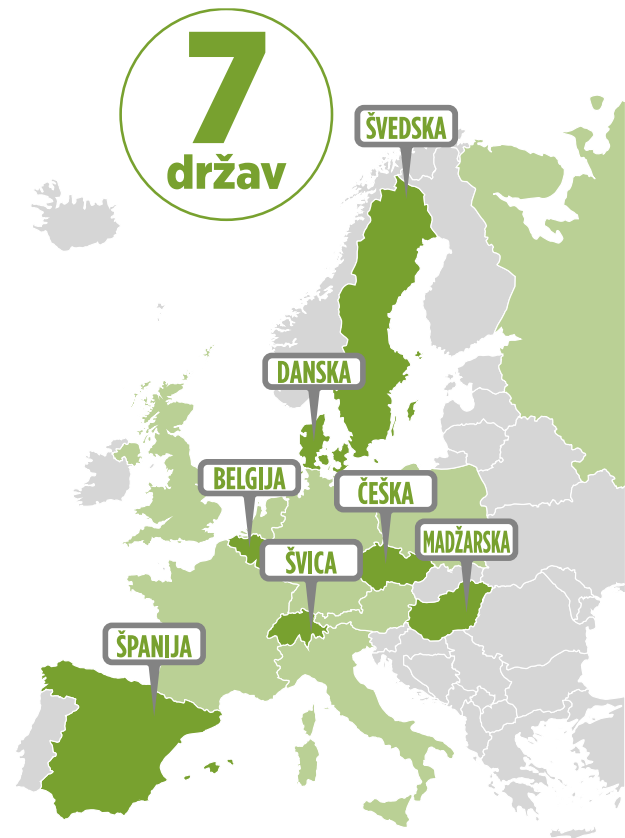 7
držav
ŠVEDSKA
DANSKA
BELGIJA
ČEŠKA
MADŽARSKA
ŠVICA
ŠPANIJA